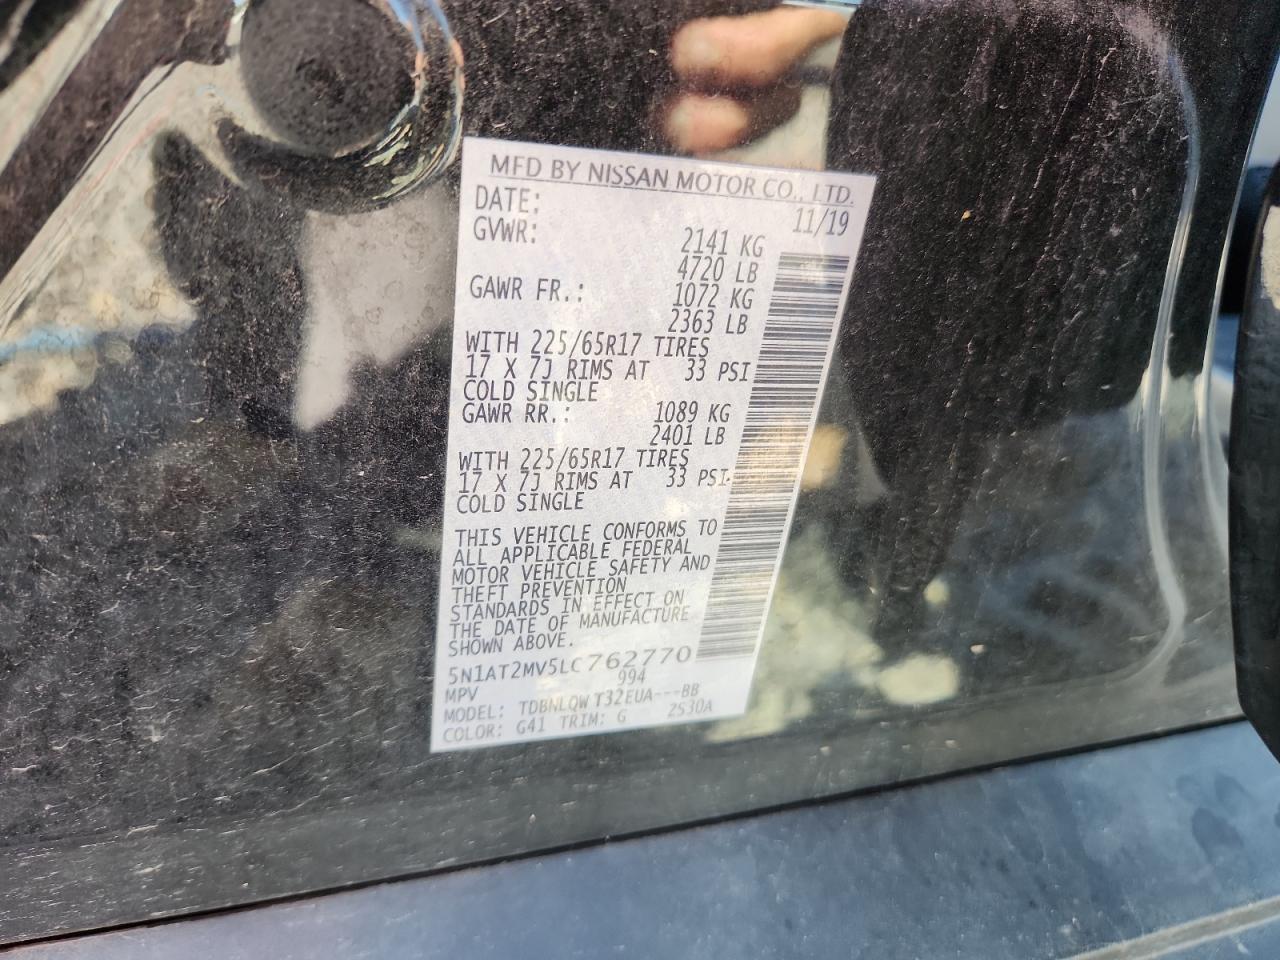 MFD BY NISSAN MOTOR CO., LTD.
DATE: 11/19
GVWR: 2141 KG
4720 LB
GAWR FR.: 1072 KG
2363 LB
WITH 225/65R17 TIRES
17 X 7J RIMS AT 33 PSI
COLD SINGLE
GAWR RR.: 1089 KG
2401 LB
WITH 225/65R17 TIRES
17 X 7J RIMS AT 33 PSI
COLD SINGLE
THIS VEHICLE CONFORMS TO
ALL APPLICABLE FEDERAL
MOTOR VEHICLE SAFETY AND
THEFT PREVENTION
STANDARDS IN EFFECT ON
THE DATE OF MANUFACTURE
SHOWN ABOVE.
5N1AT2MV5LC762770
MPV 994
MODEL: TDBNLQW T32EUA---BB
COLOR: G41 TRIM: G 2S30A